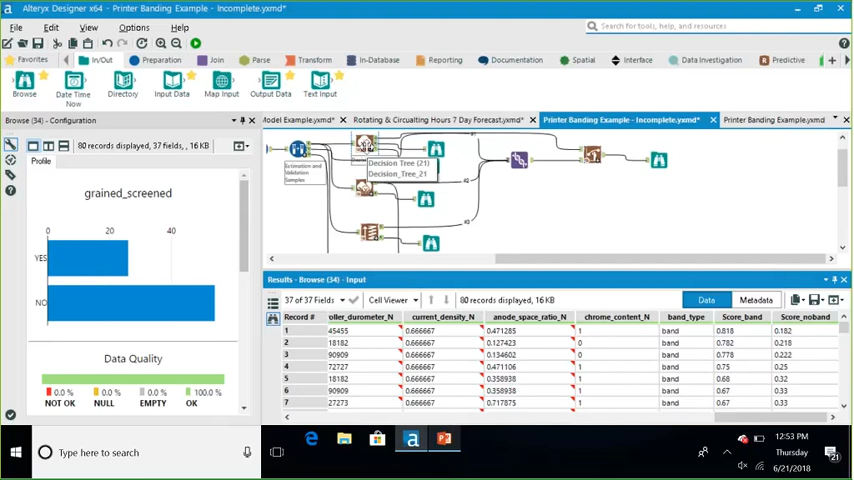 Alteryx Designer x64 - Printer Banding Example - Incomplete.yxmd*
File Edit View Options Help
Search for tools, help, and resources
Favorites In/Out Preparation Join Parse Transform In-Database Reporting Documentation Spatial Interface Data Investigation Predictive
Browse Date Time Now Directory Input Data Map Input Output Data Text Input
Browse (34) - Configuration
Model Example.yxmd* Rotating & Circualting Hours 7 Day Forecast.yxmd* Printer Banding Example - Incomplete.yxmd* Printer Banding Example.yxmd
80 records displayed, 37 fields, , 16 KB
Profile
grained_screened
0 20 40
YES
NO
Data Quality
0.0 % 0.0 % 0.0 % 100.0 %
NOT OK NULL EMPTY OK
Estimation and
Validation
Samples
Decision Tree (21)
Decision_Tree_21
#1
#2
#3
Results - Browse (34) - Input
37 of 37 Fields Cell Viewer 80 records displayed, 16 KB Data Metadata
Record # oller_durometer_N current_density_N anode_space_ratio_N chrome_content_N band_type Score_band Score_noband
1 45455 0.666667 0.471285 1 band 0.818 0.182
2 18182 0.666667 0.127423 0 band 0.782 0.218
3 90909 0.666667 0.134602 0 band 0.778 0.222
4 72727 0.666667 0.471106 1 band 0.75 0.25
5 18182 0.666667 0.358938 1 band 0.68 0.32
6 90909 0.666667 0.358938 1 band 0.67 0.33
7 27273 0.666667 0.717875 1 band 0.67 0.33
Type here to search
12:53 PM
Thursday
6/21/2018
21